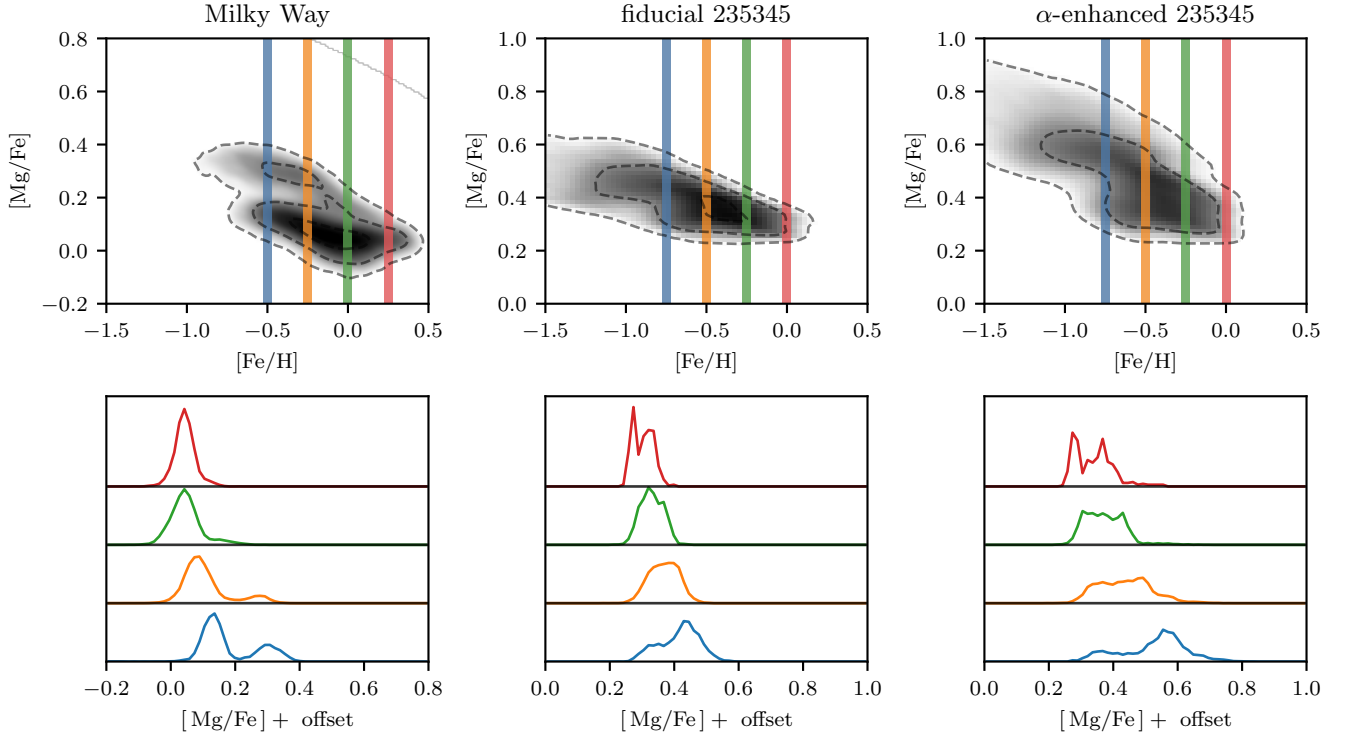 Milky Way
fiducial 235345
α-enhanced 235345
0.8
0.6
0.4
0.2
0.0
−0.2
[Mg/Fe]
−1.5 −1.0 −0.5 0.0 0.5
[Fe/H]
1.0
0.8
0.6
0.4
0.2
0.0
[Mg/Fe]
−1.5 −1.0 −0.5 0.0 0.5
[Fe/H]
1.0
0.8
0.6
0.4
0.2
0.0
[Mg/Fe]
−1.5 −1.0 −0.5 0.0 0.5
[Fe/H]
−0.2 0.0 0.2 0.4 0.6 0.8
[Mg/Fe] + offset
0.0 0.2 0.4 0.6 0.8 1.0
[Mg/Fe] + offset
0.0 0.2 0.4 0.6 0.8 1.0
[Mg/Fe] + offset